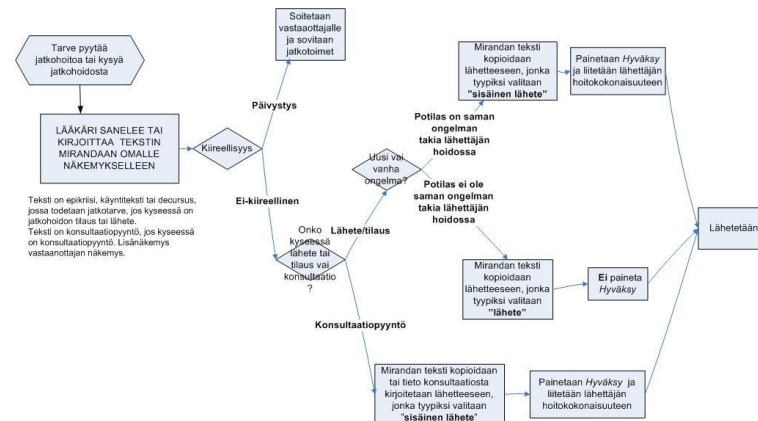 Tarve pyytää
jatkohoitoa tai kysyä
jatkohoidosta
LÄÄKÄRI SANELEE TAI
KIRJOITTAA TEKSTIN
MIRANDAAN OMALLE
NÄKEMYKSELLEEN
Teksti on epikriisi, käyntiteksti tai decursus,
jossa todetaan jatkotarve, jos kyseessä on
jatkohoidon tilaus tai lähete.
Teksti on konsultaatiopyyntö, jos kyseessä
on konsultaatiopyyntö. Lisänäkemys
vastaanottajan näkemys.
Kiireellisyys
Päivystys
Soitetaan
vastaaottajalle
ja sovitaan
jatkotoimet
Ei-kiireellinen
Onko
kyseessä
lähete tai
tilaus vai
konsultaatio
?
Lähete/tilaus
Uusi vai
vanha
ongelma?
Potilas on saman
ongelman
takia lähettäjän
hoidossa
Mirandan teksti
kopioidaan
lähetteeseen, jonka
tyypiksi valitaan
"sisäinen lähete"
Painetaan Hyväksy
ja liitetään lähettäjän
hoitokokonaisuuteen
Potilas ei ole
saman ongelman
takia lähettäjän
hoidossa
Mirandan teksti
kopioidaan
lähetteeseen, jonka
tyypiksi valitaan
"lähete"
Ei paineta
Hyväksy
Lähetetään
Konsultaatiopyyntö
Mirandan teksti kopioidaan
tai tieto konsultaatiosta
kirjoitetaan lähetteeseen,
jonka tyypiksi valitaan
"sisäinen lähete"
Painetaan Hyväksy ja
liitetään lähettäjän
hoitokokonaisuuteen